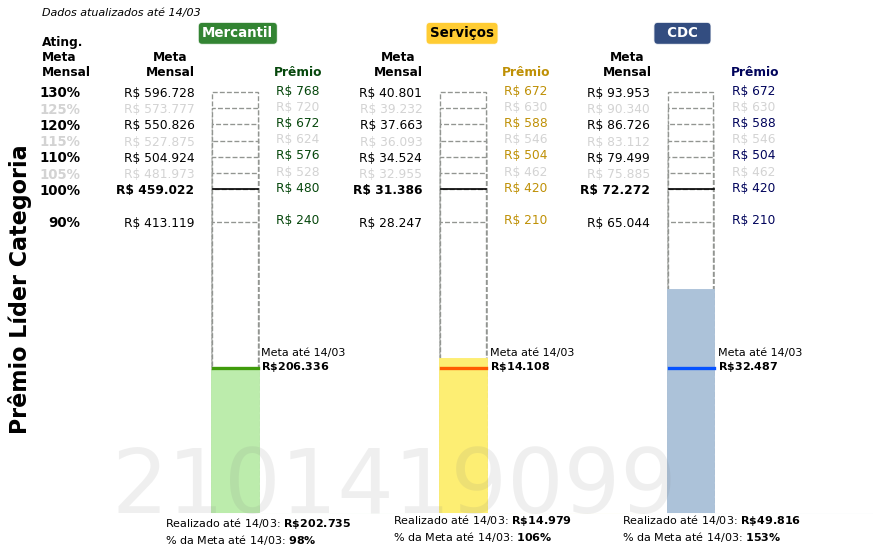 Dados atualizados até 14/03
Mercantil Serviços CDC
Ating.
Meta Meta Meta Meta
Mensal Mensal Prêmio Mensal Prêmio Mensal Prêmio
130% R$ 596.728 R$ 768 R$ 40.801 R$ 672 R$ 93.953 R$ 672
125% R$ 573.777 R$ 720 R$ 39.232 R$ 630 R$ 90.340 R$ 630
120% R$ 550.826 R$ 672 R$ 37.663 R$ 588 R$ 86.726 R$ 588
115% R$ 527.875 R$ 624 R$ 36.093 R$ 546 R$ 83.112 R$ 546
110% R$ 504.924 R$ 576 R$ 34.524 R$ 504 R$ 79.499 R$ 504
105% R$ 481.973 R$ 528 R$ 32.955 R$ 462 R$ 75.885 R$ 462
100% R$ 459.022 R$ 480 R$ 31.386 R$ 420 R$ 72.272 R$ 420
90% R$ 413.119 R$ 240 R$ 28.247 R$ 210 R$ 65.044 R$ 210
Prêmio Líder Categoria
Meta até 14/03 Meta até 14/03 Meta até 14/03
R$206.336 R$14.108 R$32.487
2101419099
Realizado até 14/03: R$202.735 Realizado até 14/03: R$14.979 Realizado até 14/03: R$49.816
% da Meta até 14/03: 98% % da Meta até 14/03: 106% % da Meta até 14/03: 153%